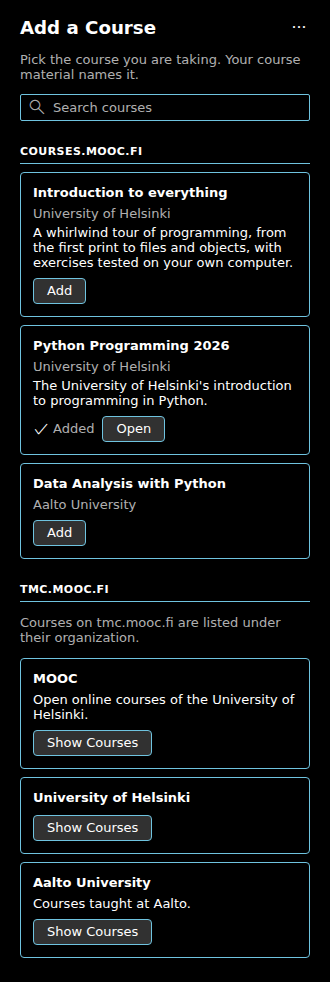 Add a Course
Pick the course you are taking. Your course
material names it.
Search courses
COURSES.MOOC.FI
Introduction to everything
University of Helsinki
A whirlwind tour of programming, from
the first print to files and objects, with
exercises tested on your own computer.
Add
Python Programming 2026
University of Helsinki
The University of Helsinki's introduction
to programming in Python.
Added Open
Data Analysis with Python
Aalto University
Add
TMC.MOOC.FI
Courses on tmc.mooc.fi are listed under
their organization.
MOOC
Open online courses of the University of
Helsinki.
Show Courses
University of Helsinki
Show Courses
Aalto University
Courses taught at Aalto.
Show Courses